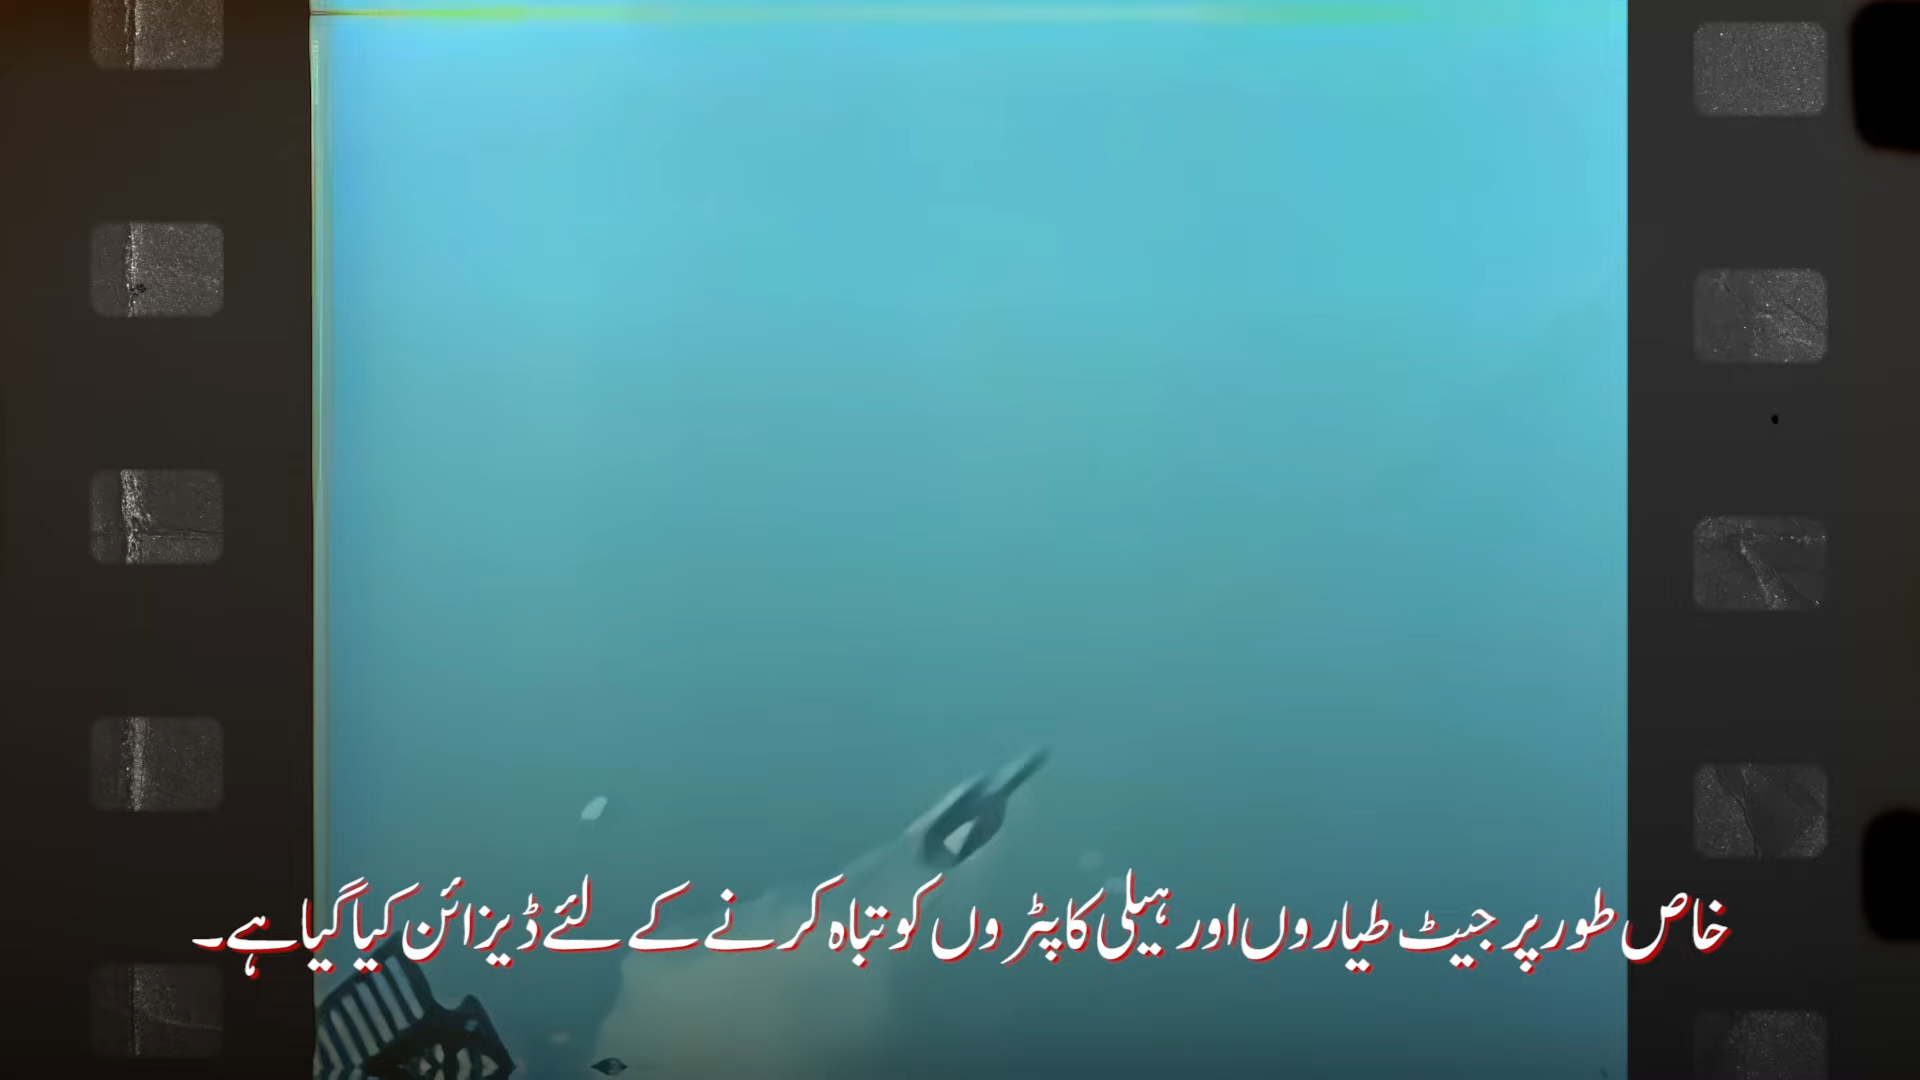 خاص طور پر جیٹ طیاروں اور ہیلی کاپٹروں کو تباہ کرنے کے لئے ڈیزائن کیا گیا ہے۔